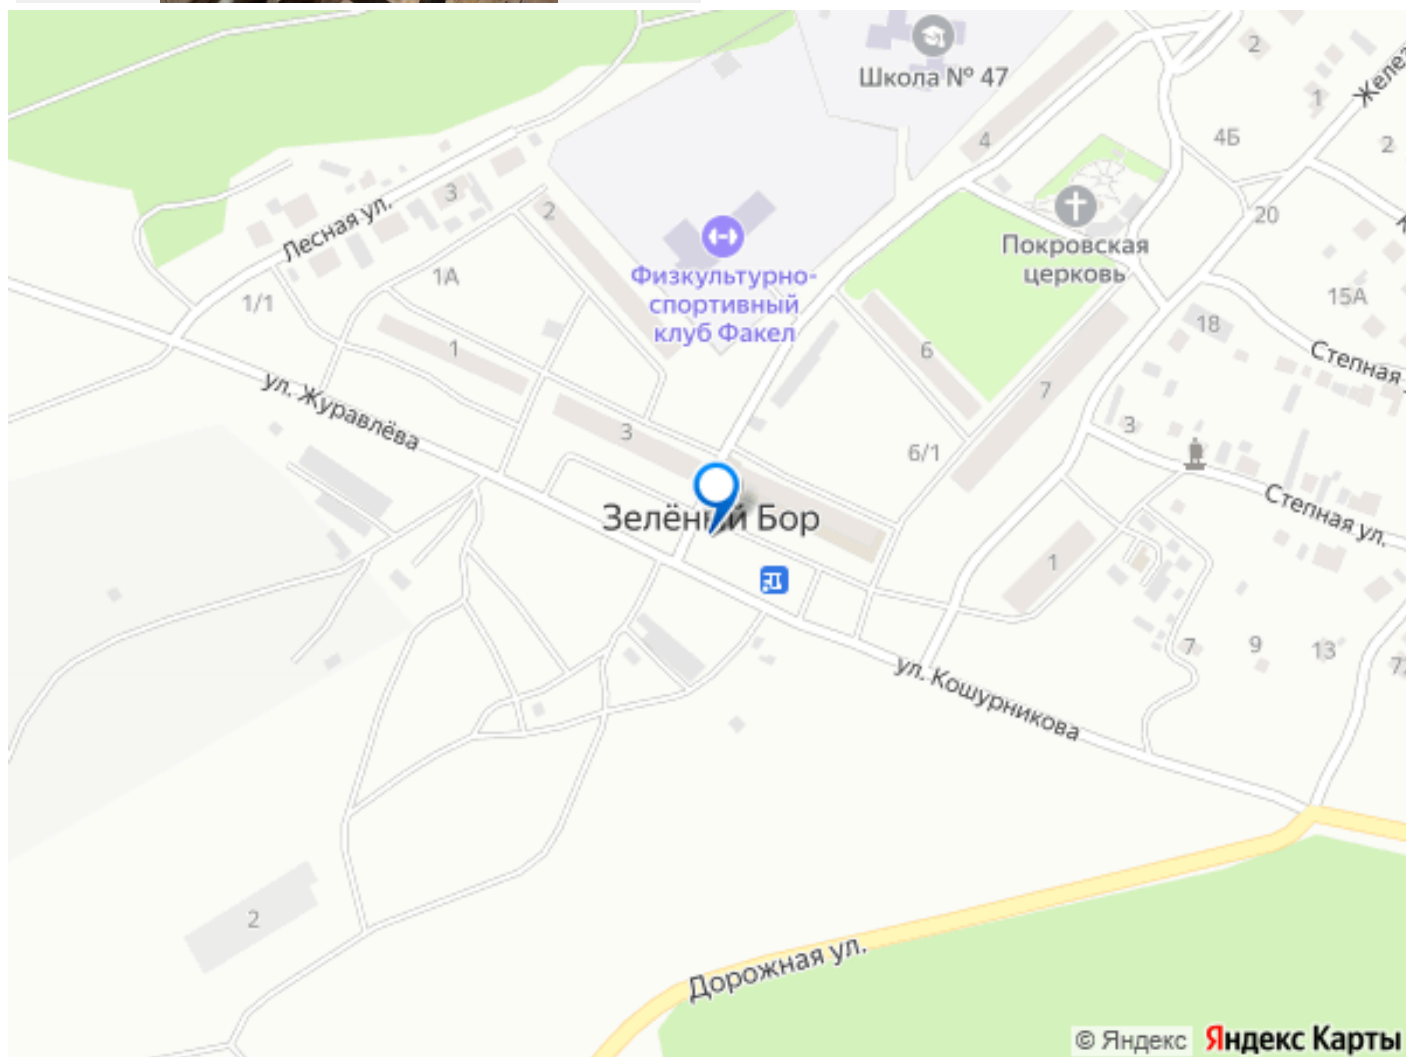 2
Желез
1
Школа № 47
4
4Б
2
3
Лесная ул.
2
20
Покровская
церковь
Физкультурно-
спортивный
клуб Факел
1А
1/1
15А
18
1
6
Степная
ул. Журавлёва
7
3
3
6/1
Зелёный Бор
Степная ул.
1
7
9
13
ул. Кошурникова
2
Дорожная ул.
© Яндекс Яндекс Карты